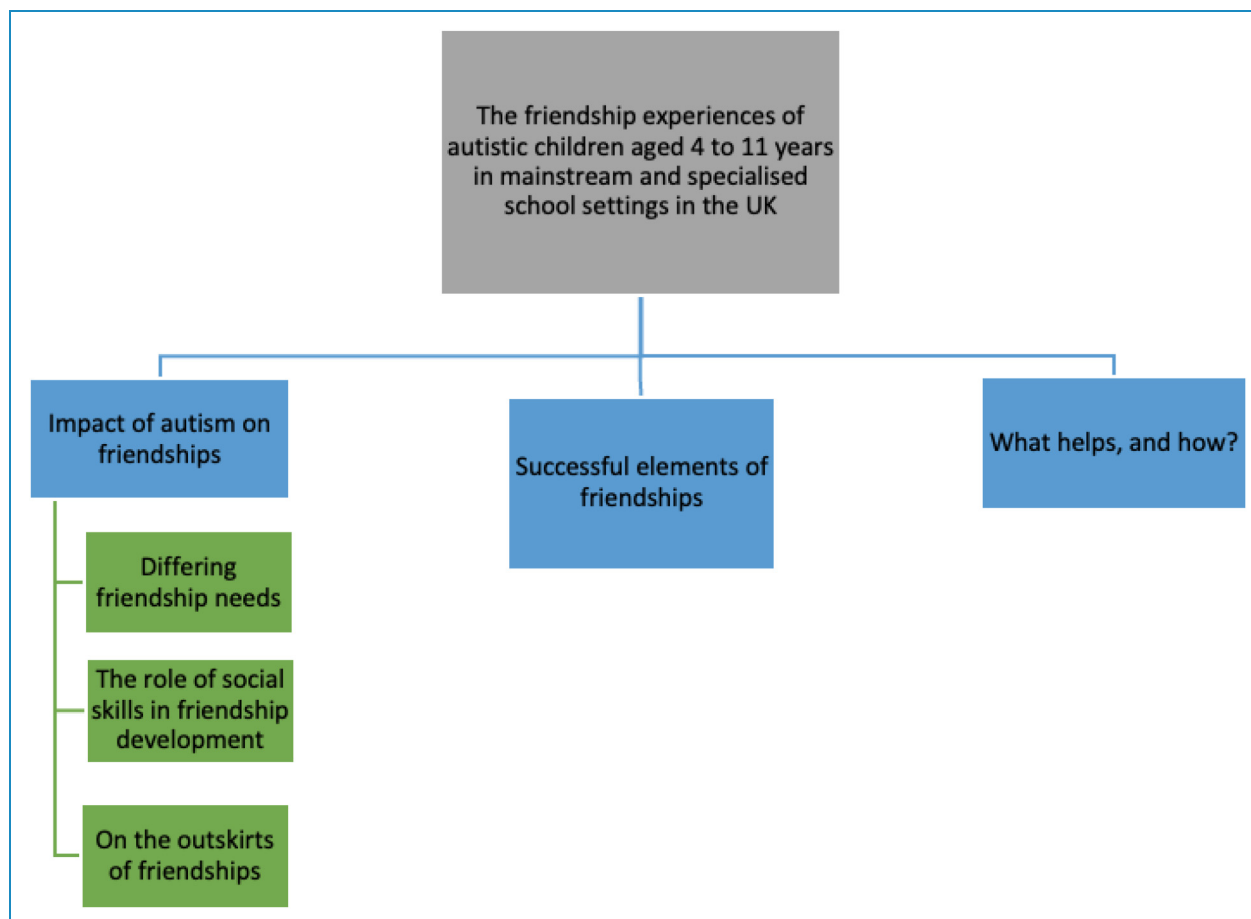 The friendship experiences of
autistic children aged 4 to 11 years
in mainstream and specialised
school settings in the UK
Impact of autism on
friendships
Differing
friendship needs
The role of social
skills in friendship
development
On the outskirts
of friendships
Successful elements of
friendships
What helps, and how?